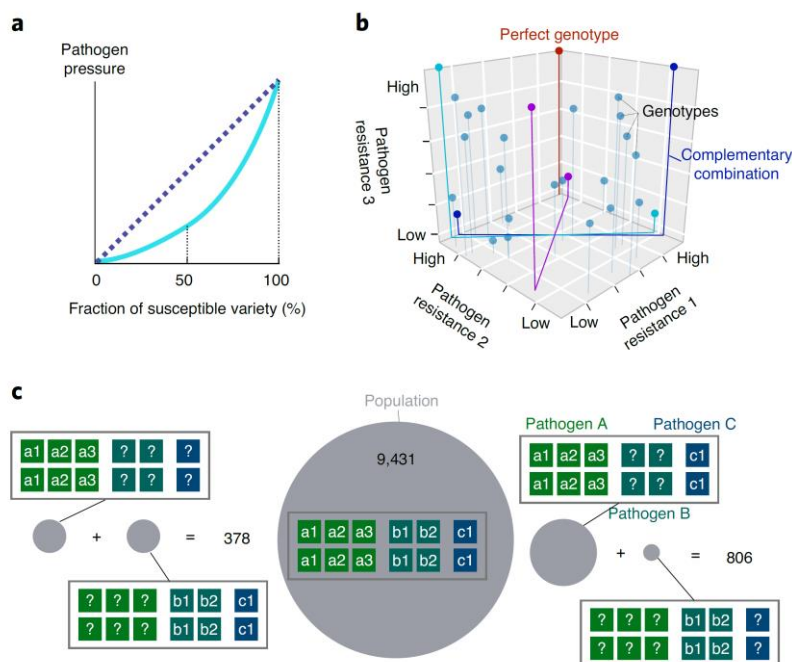 a
Pathogen
pressure
0
50
100
Fraction of susceptible variety (%)
b
Perfect genotype
High
Genotypes
Pathogen
resistance 3
Complementary
combination
Low
High
High
Pathogen
resistance 2
Low
Low
Pathogen
resistance 1
c
Population
9,431
a1 a2 a3 ? ? ?
a1 a2 a3 ? ? ?
+ = 378
? ? ? b1 b2 c1
? ? ? b1 b2 c1
a1 a2 a3 b1 b2 c1
a1 a2 a3 b1 b2 c1
Pathogen A Pathogen C
a1 a2 a3 ? ? c1
a1 a2 a3 ? ? c1
Pathogen B
+ = 806
? ? ? b1 b2 ?
? ? ? b1 b2 ?